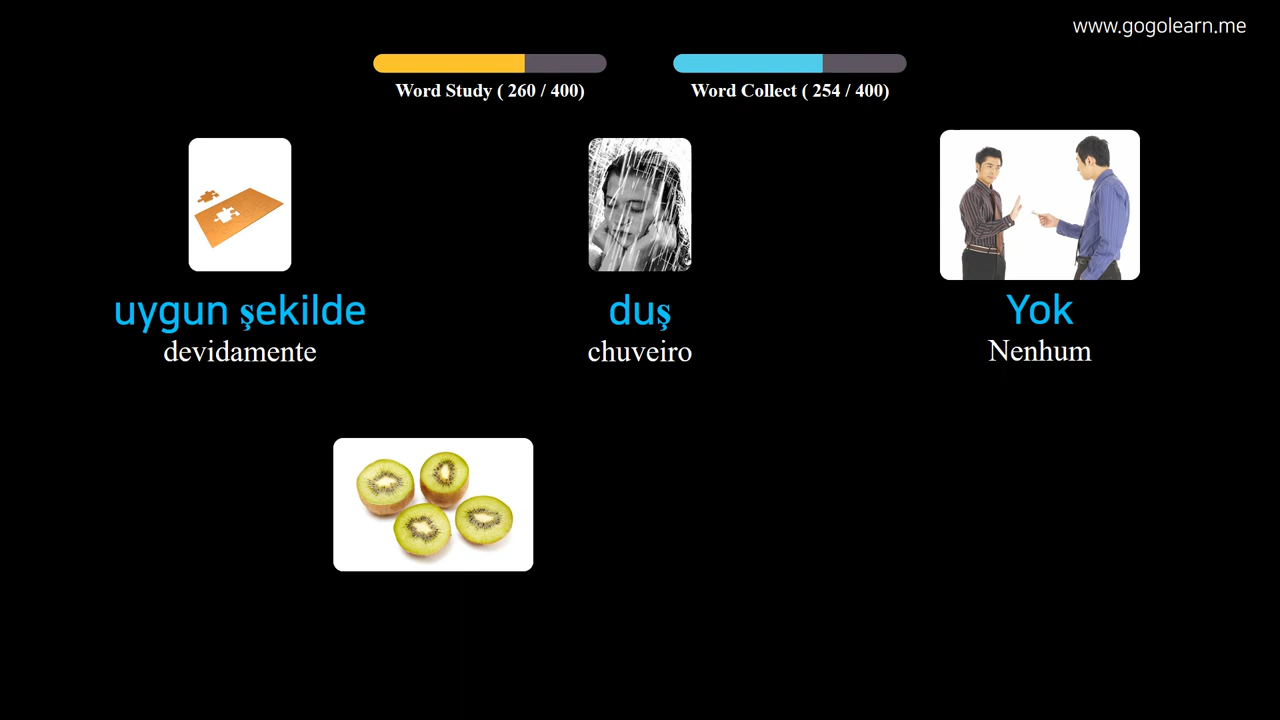 www.gogolearn.me
Word Study ( 260 / 400)
Word Collect ( 254 / 400)
uygun şekilde
devidamente
duş
chuveiro
Yok
Nenhum